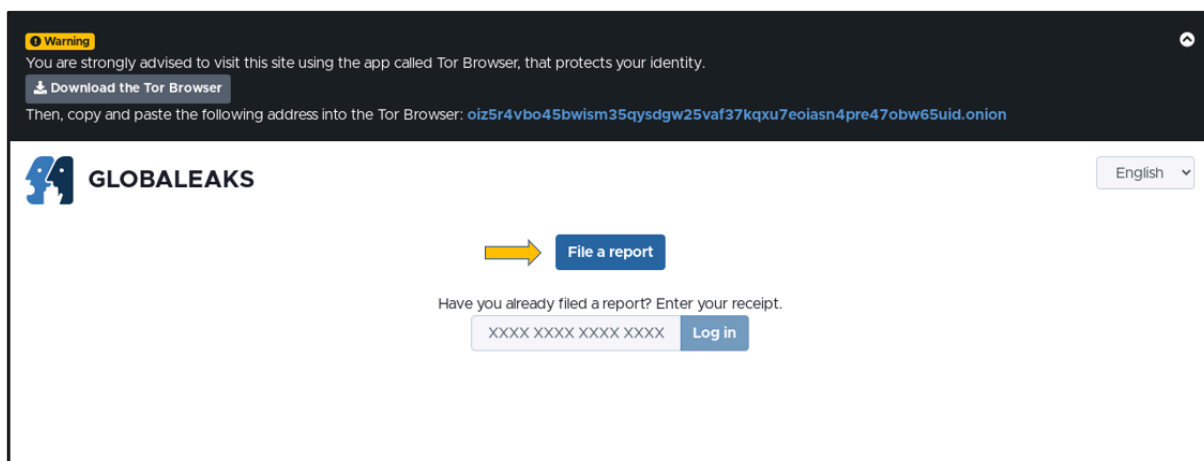 Warning
You are strongly advised to visit this site using the app called Tor Browser, that protects your identity.
Download the Tor Browser
Then, copy and paste the following address into the Tor Browser: oiz5r4vbo45bwism35qysdgw25vaf37kqxu7eoiasn4pre47obw65uid.onion
GLOBALEAKS
English
File a report
Have you already filed a report? Enter your receipt.
XXXX XXXX XXXX XXXX
Log in